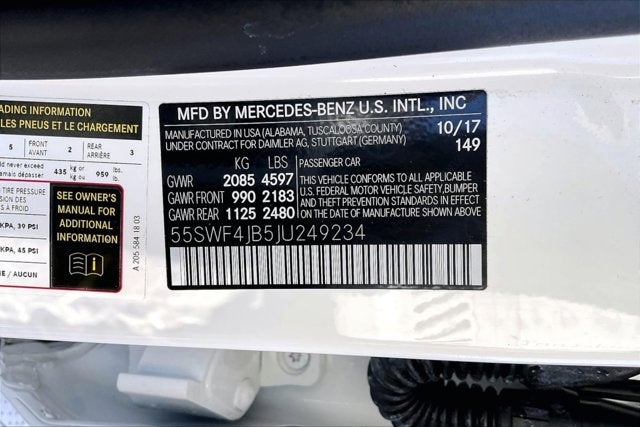 ADING INFORMATION
LES PNEUS ET LE CHARGEMENT
5 FRONT AVANT 2 REAR ARRIÈRE 3
ld never exceed
amais dépasser 435 kg or kg ou 959 lbs. lb.
TIRE PRESSURE
KPA, 39 PSI
KPA, 45 PSI
NE / AUCUN
SEE OWNER'S
MANUAL FOR
ADDITIONAL
INFORMATION
A 205 584 18 03
MFD BY MERCEDES-BENZ U.S. INTL., INC
MANUFACTURED IN USA (ALABAMA, TUSCALOOSA COUNTY) 10/17
UNDER CONTRACT FOR DAIMLER AG, STUTTGART (GERMANY) 149
KG LBS PASSENGER CAR
GVWR 2085 4597
GAWR FRONT 990 2183
GAWR REAR 1125 2480
THIS VEHICLE CONFORMS TO ALL APPLICABLE
U.S. FEDERAL MOTOR VEHICLE SAFETY,BUMPER
AND THEFT PREVENTION STANDARDS IN EFFECT
ON THE DATE OF MANUFACTURE SHOWN ABOVE.
55SWF4JB5JU249234